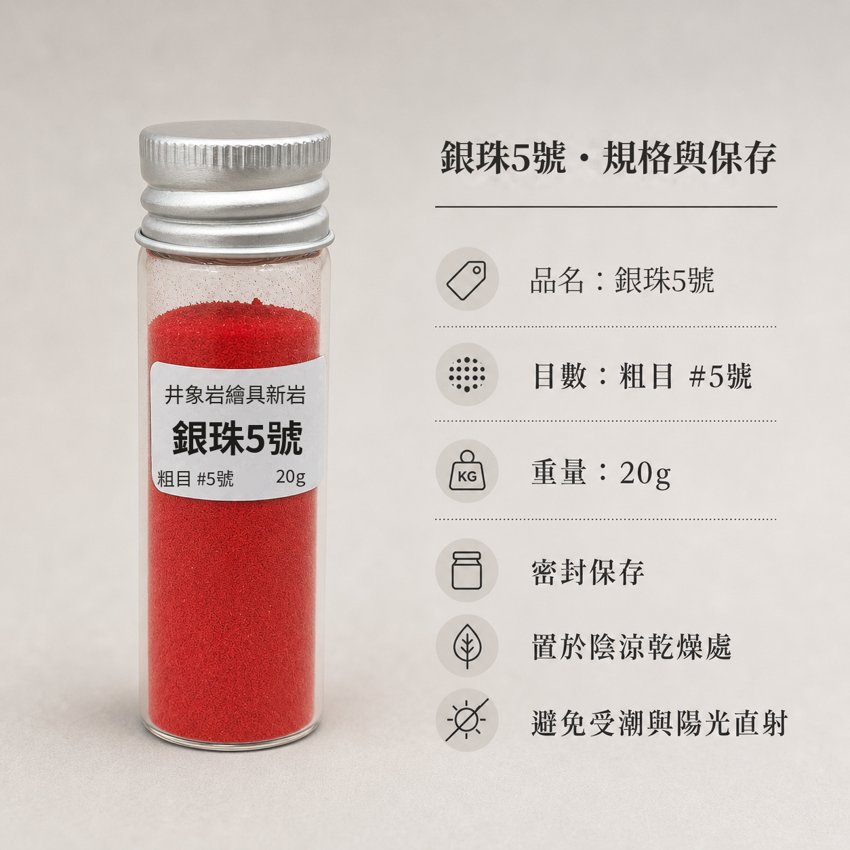 銀珠5號・規格與保存
品名：銀珠5號
目數：粗目 #5號
KG
重量：20g
密封保存
置於陰涼乾燥處
避免受潮與陽光直射
井象岩繪具新岩
銀珠5號
粗目 #5號 20g